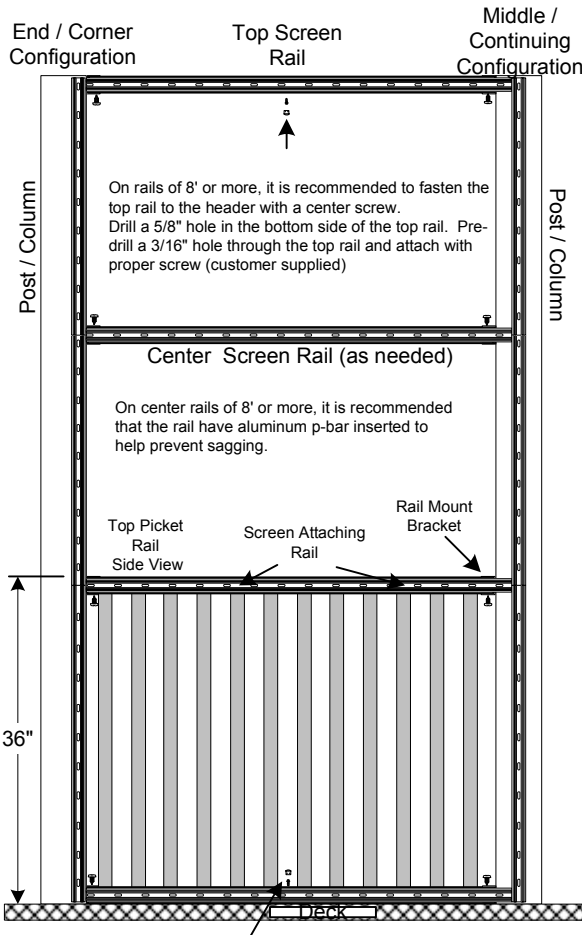 End / Corner
Configuration
Top Screen
Rail
Middle /
Continuing
Configuration
Post / Column
Post / Column
On rails of 8' or more, it is recommended to fasten the
top rail to the header with a center screw.
Drill a 5/8" hole in the bottom side of the top rail. Pre-
drill a 3/16" hole through the top rail and attach with
proper screw (customer supplied)
Center Screen Rail (as needed)
On center rails of 8' or more, it is recommended
that the rail have aluminum p-bar inserted to
help prevent sagging.
Top Picket
Rail
Side View
Screen Attaching
Rail
Rail Mount
Bracket
36"
Deck